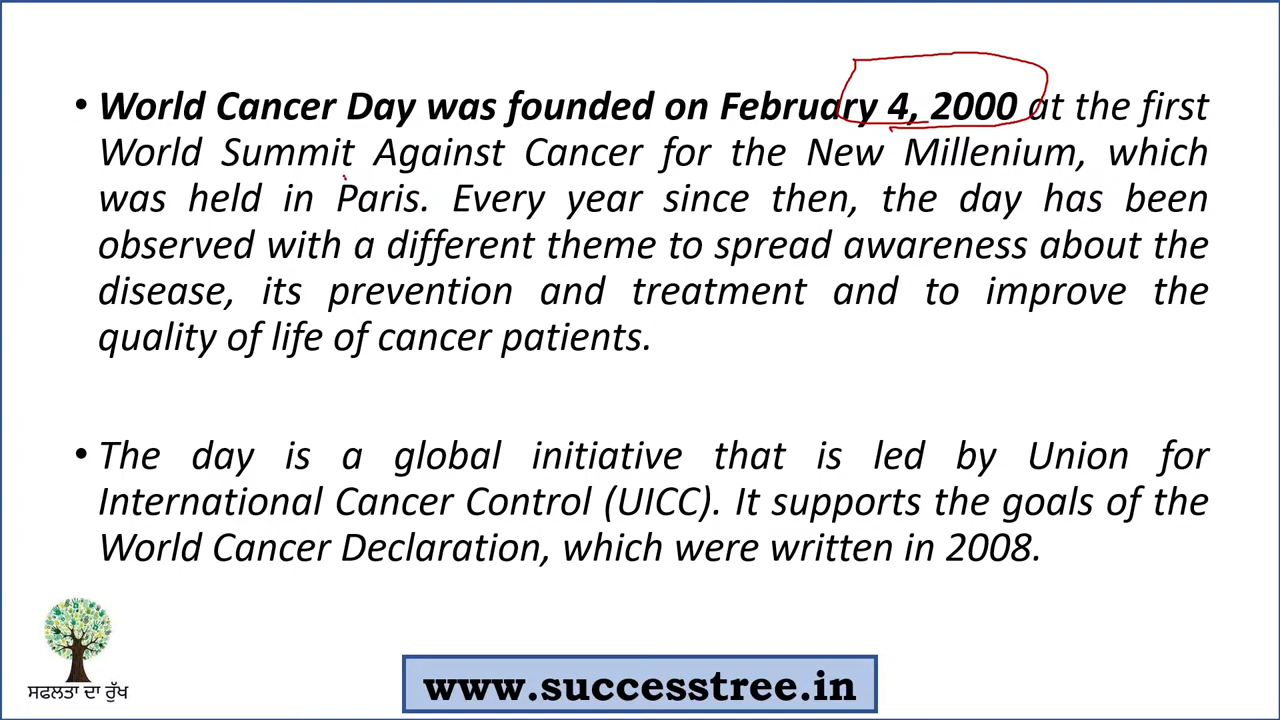 • World Cancer Day was founded on February 4, 2000 at the first
World Summit Against Cancer for the New Millenium, which
was held in Paris. Every year since then, the day has been
observed with a different theme to spread awareness about the
disease, its prevention and treatment and to improve the
quality of life of cancer patients.
• The day is a global initiative that is led by Union for
International Cancer Control (UICC). It supports the goals of the
World Cancer Declaration, which were written in 2008.
ਸਫਲਤਾ ਦਾ ਰੁੱਖ
www.successtree.in